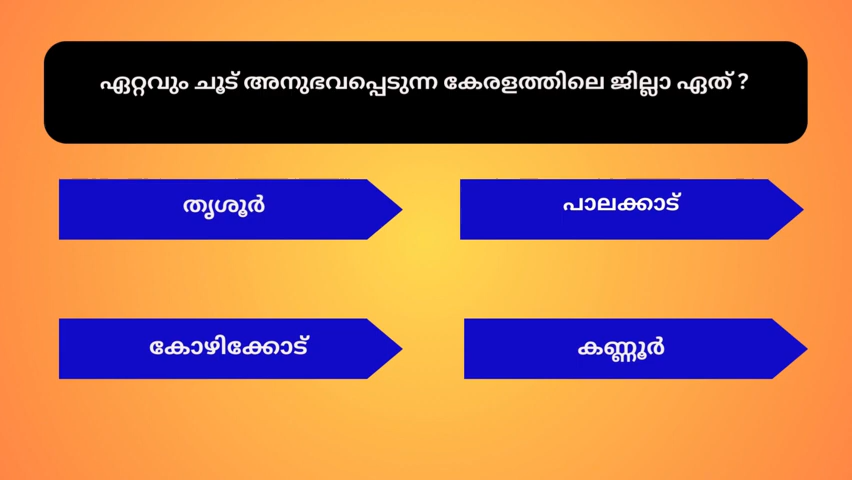 ഏറ്റവും ചൂട് അനുഭവപ്പെടുന്ന കേരളത്തിലെ ജില്ലാ ഏത് ?
തൃശൂർ
പാലക്കാട്
കോഴിക്കോട്
കണ്ണൂർ